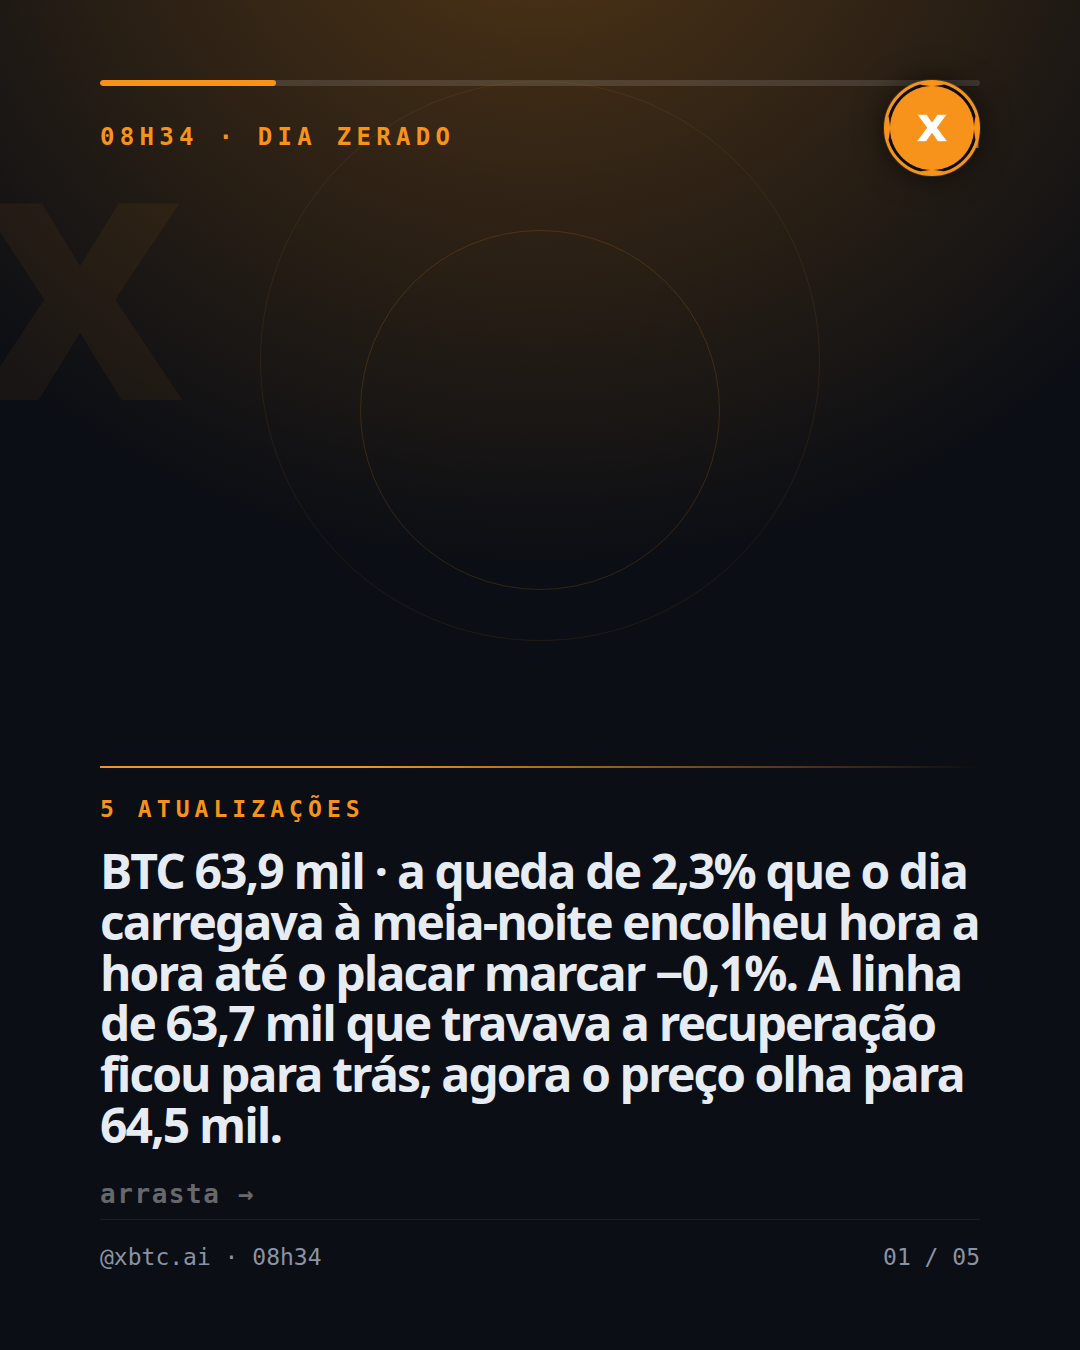 08H34 · DIA ZERADO
x
x
5 ATUALIZAÇÕES
BTC 63,9 mil · a queda de 2,3% que o dia
carregava à meia-noite encolheu hora a
hora até o placar marcar −0,1%. A linha
de 63,7 mil que travava a recuperação
ficou para trás; agora o preço olha para
64,5 mil.
arrasta →
@xbtc.ai · 08h34
01 / 05